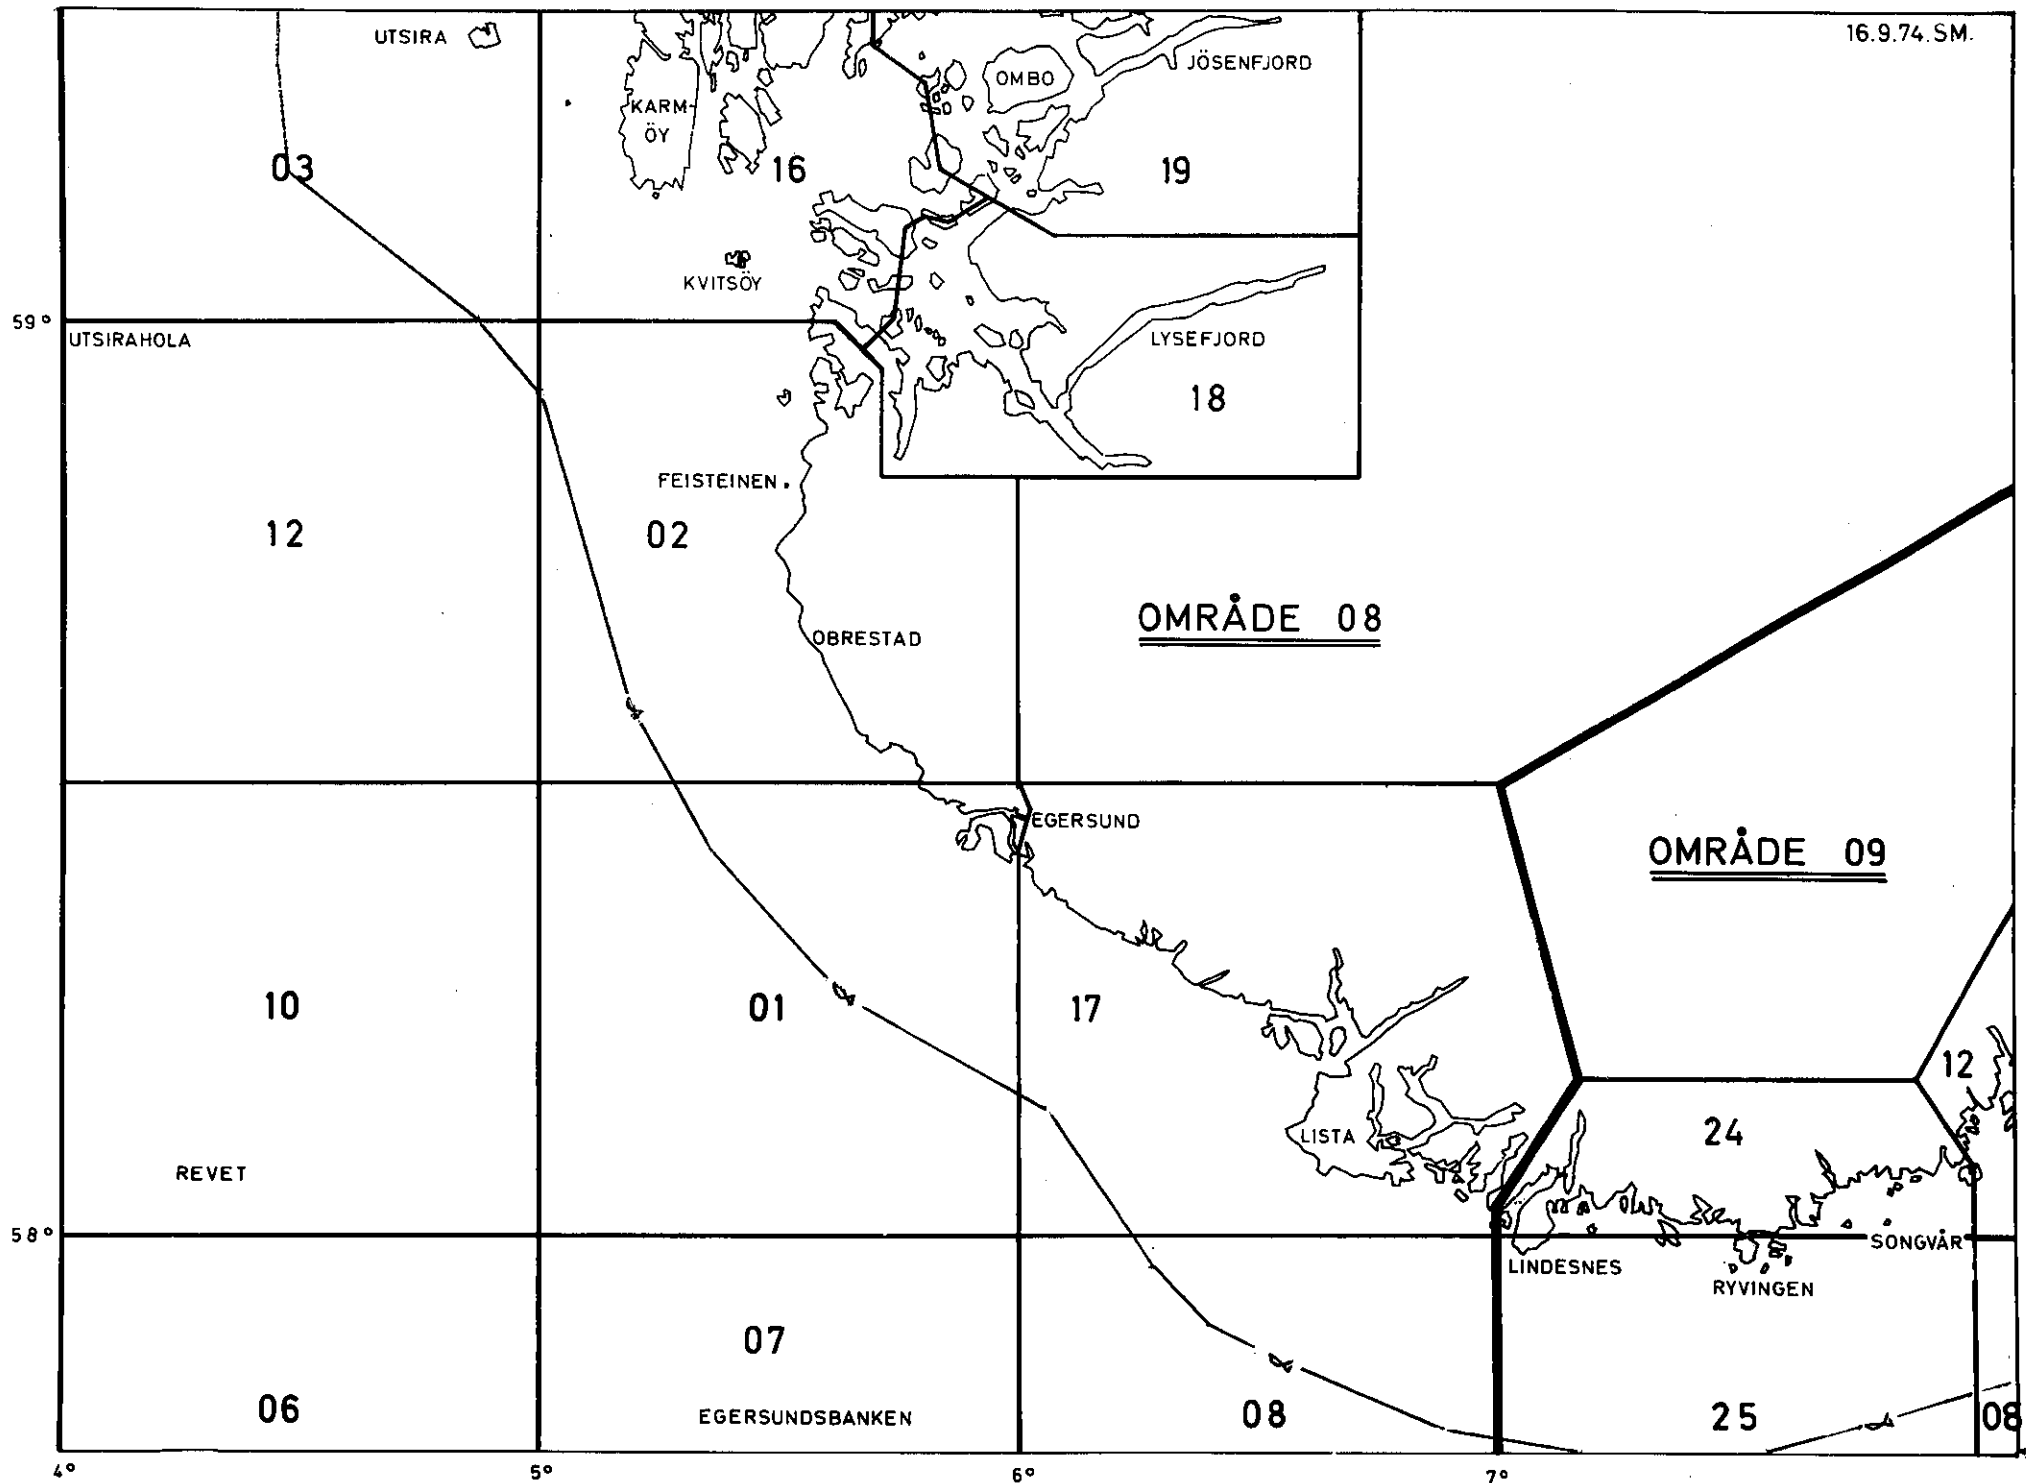 UTSIRA
16.9.74.SM.
JÖSENFJORD
OMBO
KARM-
ÖY
03
16
19
KVITSÖY
59°
UTSIRAHOLA
LYSEFJORD
18
FEISTEINEN
12
02
OMRÅDE 08
OBRESTAD
EGERSUND
OMRÅDE 09
10
01
17
12
LISTA
24
REVET
58°
SONGVÅR
LINDESNES
RYVINGEN
07
06
EGERSUNDSBANKEN
08
25
08
4°
5°
6°
7°